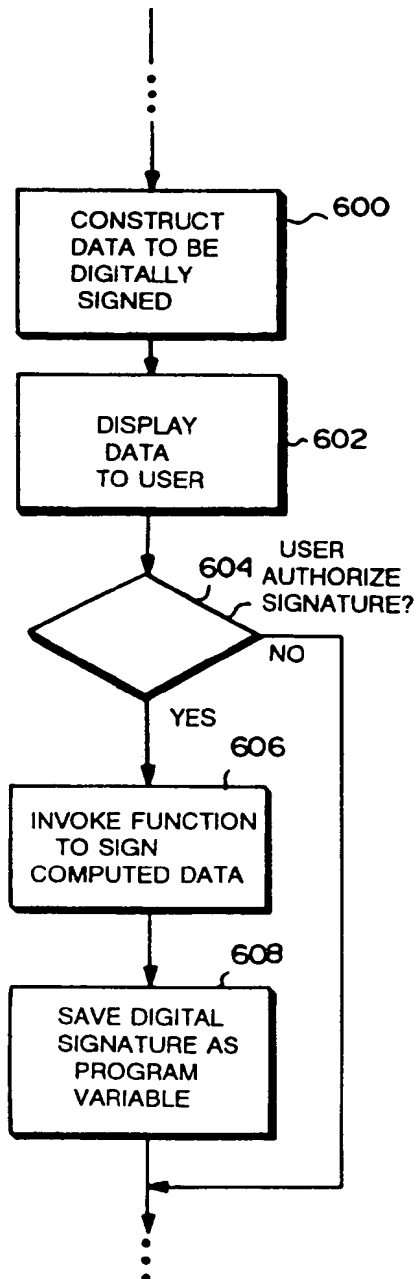 CONSTRUCT
DATA TO BE
DIGITALLY
SIGNED
600
DISPLAY
DATA
TO USER
602
604
USER
AUTHORIZE
SIGNATURE?
NO
YES
606
INVOKE FUNCTION
TO SIGN
COMPUTED DATA
608
SAVE DIGITAL
SIGNATURE AS
PROGRAM
VARIABLE